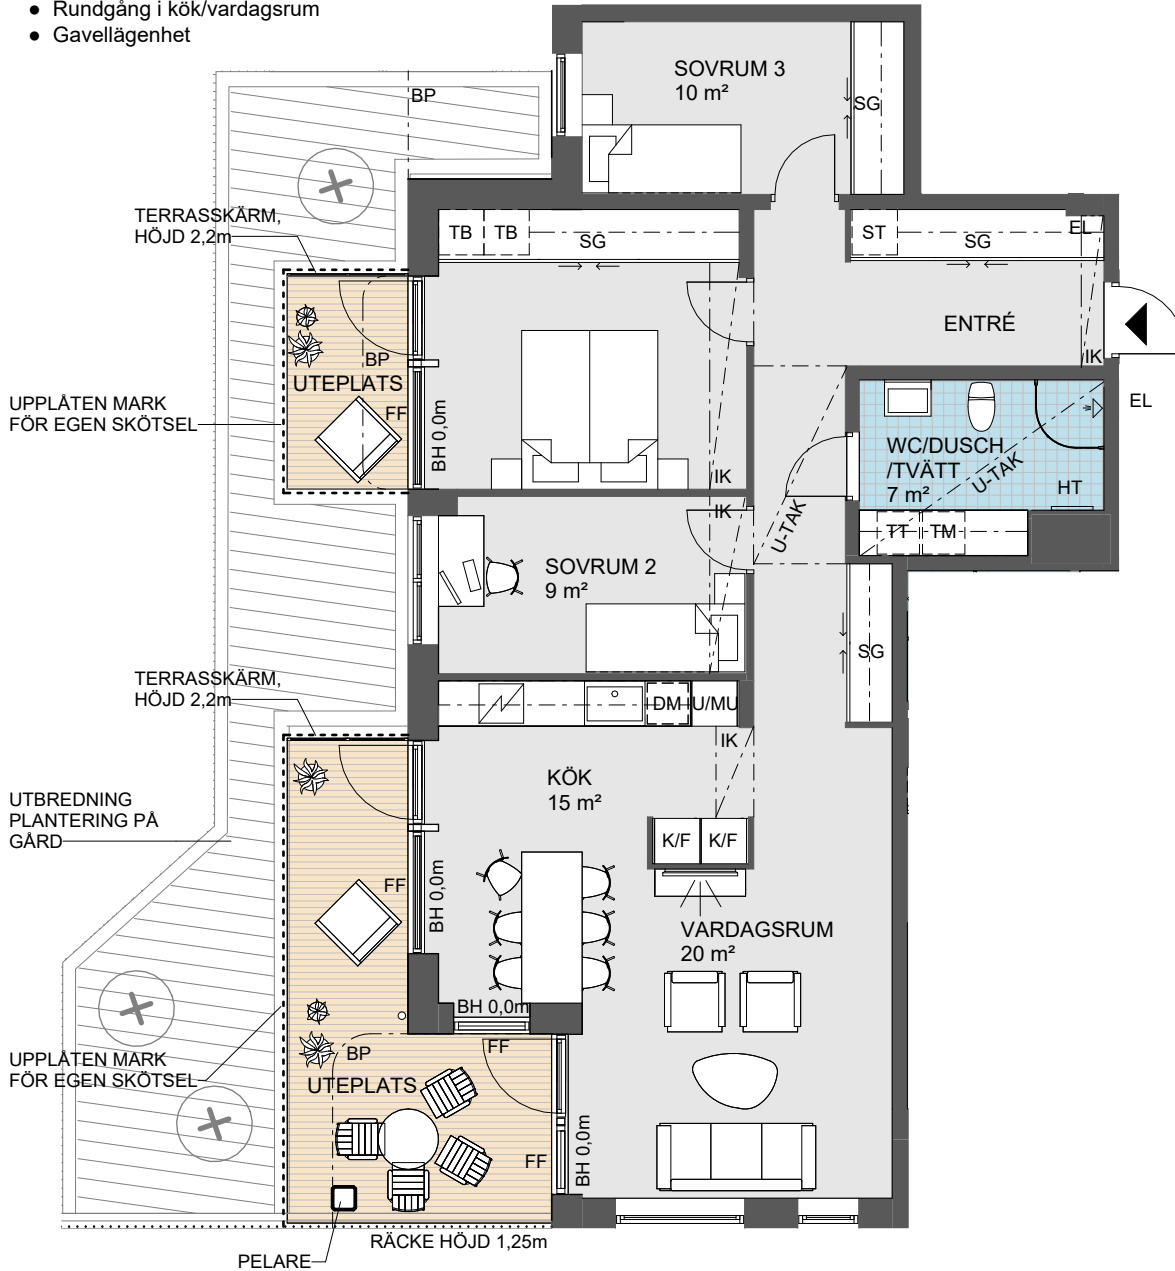 ● Rundgång i kök/vardagsrum
● Gavellägenhet
BP
SOVRUM 3
10 m²
SG
TERRASSKÄRM,
HÖJD 2,2m
TB
TB
SG
ST
SG
EL
ENTRÉ
IK
EL
BP
UTEPLATS
FF
BH 0,0m
UPPLÅTEN MARK
FÖR EGEN SKÖTSEL
IK
IK
U-TAK
WC/DUSCH
/TVÄTT
7 m²
U-TAK
HT
TT
TM
SOVRUM 2
9 m²
SG
TERRASSKÄRM,
HÖJD 2,2m
DM
U/MU
IK
KÖK
15 m²
K/F
K/F
UTBREDNING
PLANTERING PÅ
GÅRD
FF
BH 0,0m
VARDAGSRUM
20 m²
BH 0,0m
FF
BP
UPPLÅTEN MARK
FÖR EGEN SKÖTSEL
UTEPLATS
FF
BH 0,0m
RÄCKE HÖJD 1,25m
PELARE